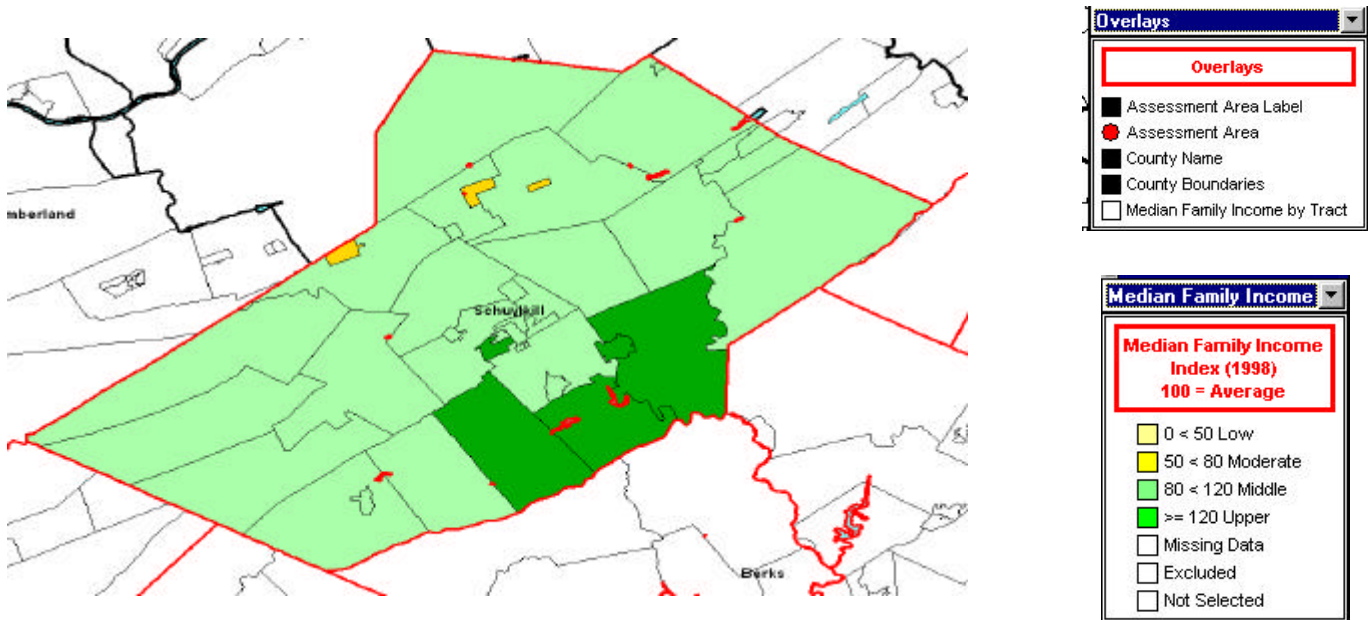 mberland
Schuylkill
Berks
Overlays
Overlays
Assessment Area Label
Assessment Area
County Name
County Boundaries
Median Family Income by Tract
Median Family Income
Median Family Income
Index (1998)
100 = Average
0 < 50 Low
50 < 80 Moderate
80 < 120 Middle
>= 120 Upper
Missing Data
Excluded
Not Selected